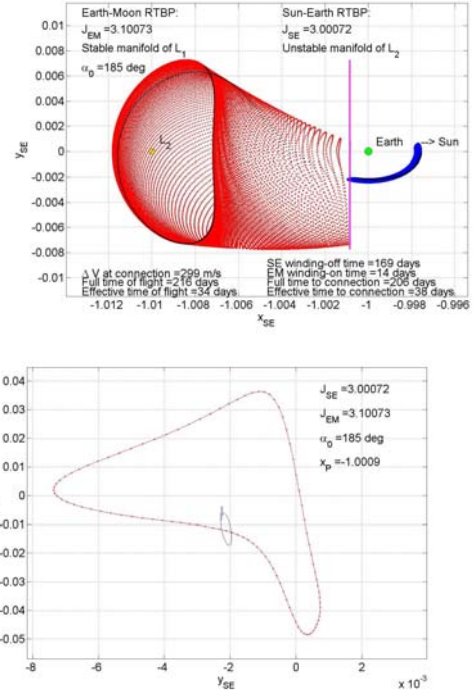 Earth-Moon RTBP:
J_EM = 3.10073
Stable manifold of L_1
α_0 = 185 deg
Sun-Earth RTBP:
J_SE = 3.00072
Unstable manifold of L_2
0.01
0.008
0.006
0.004
0.002
0
-0.002
-0.004
-0.006
-0.008
-0.01
y_SE
L_2
Earth
--> Sun
Δ V at connection =299 m/s
Full time of flight =216 days
Effective time of flight =34 days
SE winding-off time =169 days
EM winding-on time =14 days
Full time to connection =206 days
Effective time to connection =38 days
-1.012 -1.01 -1.008 -1.006 -1.004 -1.002 -1 -0.998 -0.996
x_SE
0.04
0.03
0.02
0.01
0
-0.01
-0.02
-0.03
-0.04
-0.05
J_SE =3.00072
J_EM =3.10073
α_0 =185 deg
x_P =-1.0009
-8 -6 -4 -2 0 2 4
y_SE
x 10^-3